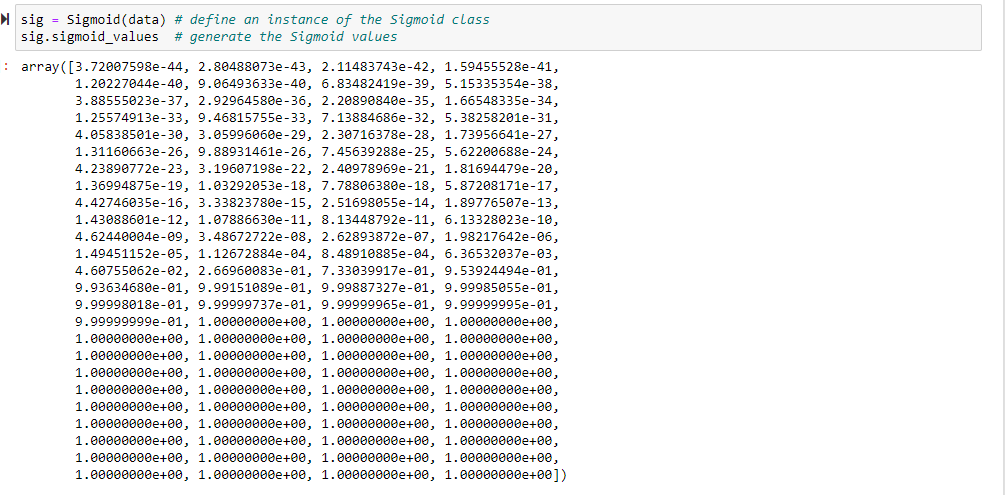 sig = Sigmoid(data) # define an instance of the Sigmoid class
sig.sigmoid_values  # generate the Sigmoid values
: array([3.72007598e-44, 2.80488073e-43, 2.11483743e-42, 1.59455528e-41,
1.20227044e-40, 9.06493633e-40, 6.83482419e-39, 5.15335354e-38,
3.88555023e-37, 2.92964580e-36, 2.20890840e-35, 1.66548335e-34,
1.25574913e-33, 9.46815755e-33, 7.13884686e-32, 5.38258201e-31,
4.05838501e-30, 3.05996060e-29, 2.30716378e-28, 1.73956641e-27,
1.31160663e-26, 9.88931461e-26, 7.45639288e-25, 5.62200688e-24,
4.23890772e-23, 3.19607198e-22, 2.40978969e-21, 1.81694479e-20,
1.36994875e-19, 1.03292053e-18, 7.78806380e-18, 5.87208171e-17,
4.42746035e-16, 3.33823780e-15, 2.51698055e-14, 1.89776507e-13,
1.43088601e-12, 1.07886630e-11, 8.13448792e-11, 6.13328023e-10,
4.62440004e-09, 3.48672722e-08, 2.62893872e-07, 1.98217642e-06,
1.49451152e-05, 1.12672884e-04, 8.48910885e-04, 6.36532037e-03,
4.60755062e-02, 2.66960083e-01, 7.33039917e-01, 9.53924494e-01,
9.93634680e-01, 9.99151089e-01, 9.99887327e-01, 9.99985055e-01,
9.99998018e-01, 9.99999737e-01, 9.99999965e-01, 9.99999995e-01,
9.99999999e-01, 1.00000000e+00, 1.00000000e+00, 1.00000000e+00,
1.00000000e+00, 1.00000000e+00, 1.00000000e+00, 1.00000000e+00,
1.00000000e+00, 1.00000000e+00, 1.00000000e+00, 1.00000000e+00,
1.00000000e+00, 1.00000000e+00, 1.00000000e+00, 1.00000000e+00,
1.00000000e+00, 1.00000000e+00, 1.00000000e+00, 1.00000000e+00,
1.00000000e+00, 1.00000000e+00, 1.00000000e+00, 1.00000000e+00,
1.00000000e+00, 1.00000000e+00, 1.00000000e+00, 1.00000000e+00,
1.00000000e+00, 1.00000000e+00, 1.00000000e+00, 1.00000000e+00,
1.00000000e+00, 1.00000000e+00, 1.00000000e+00, 1.00000000e+00,
1.00000000e+00, 1.00000000e+00, 1.00000000e+00, 1.00000000e+00])